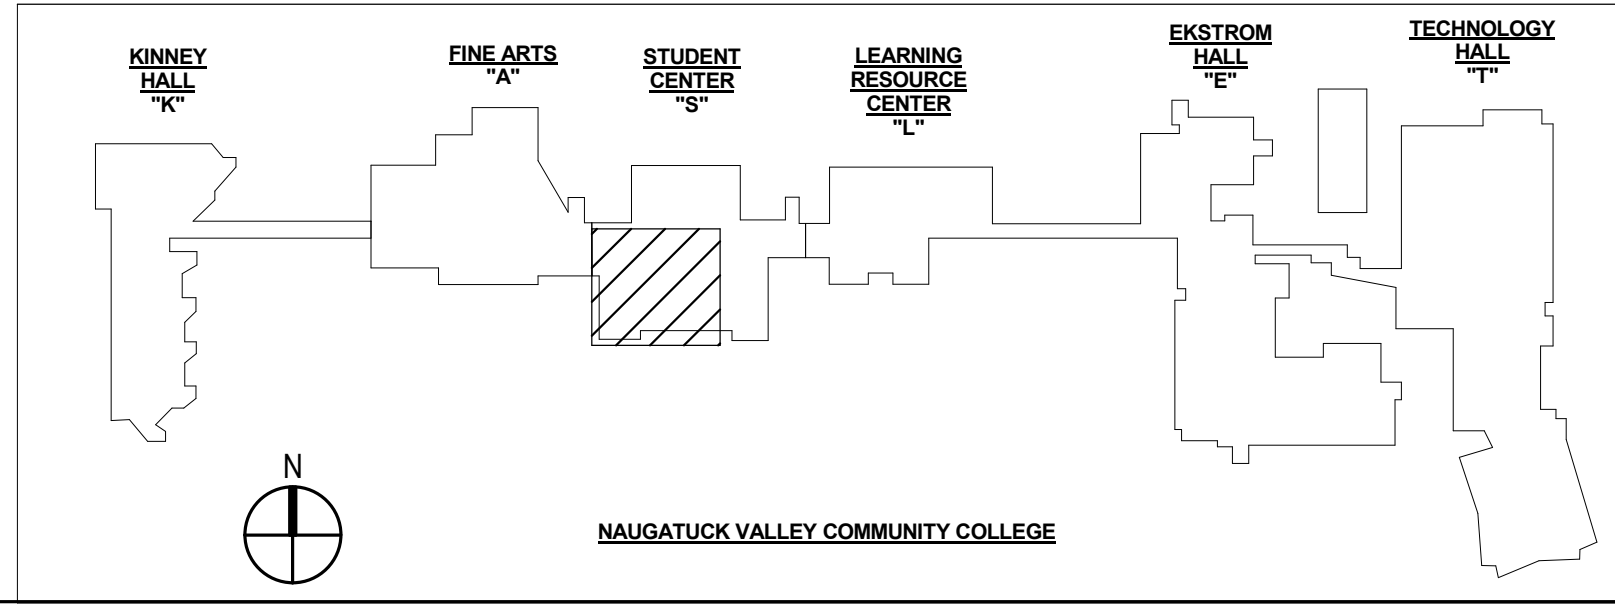 KINNEY
HALL
"K"
FINE ARTS
"A"
STUDENT
CENTER
"S"
LEARNING
RESOURCE
CENTER
"L"
EKSTROM
HALL
"E"
TECHNOLOGY
HALL
"T"
N
NAUGATUCK VALLEY COMMUNITY COLLEGE